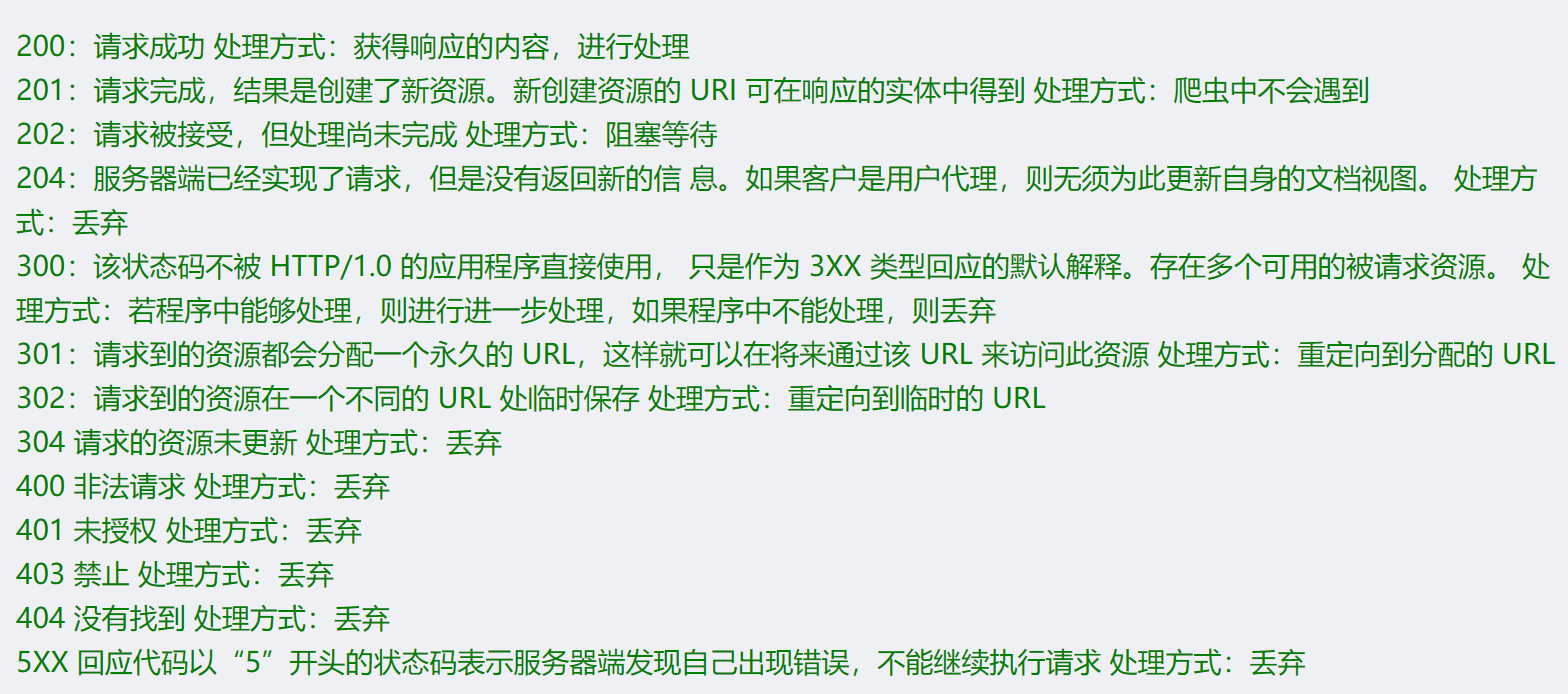 200：请求成功 处理方式：获得响应的内容，进行处理
201：请求完成，结果是创建了新资源。新创建资源的 URI 可在响应的实体中得到 处理方式：爬虫中不会遇到
202：请求被接受，但处理尚未完成 处理方式：阻塞等待
204：服务器端已经实现了请求，但是没有返回新的信 息。如果客户是用户代理，则无须为此更新自身的文档视图。 处理方
式：丢弃
300：该状态码不被 HTTP/1.0 的应用程序直接使用， 只是作为 3XX 类型回应的默认解释。存在多个可用的被请求资源。 处
理方式：若程序中能够处理，则进行进一步处理，如果程序中不能处理，则丢弃
301：请求到的资源都会分配一个永久的 URL，这样就可以在将来通过该 URL 来访问此资源 处理方式：重定向到分配的 URL
302：请求到的资源在一个不同的 URL 处临时保存 处理方式：重定向到临时的 URL
304 请求的资源未更新 处理方式：丢弃
400 非法请求 处理方式：丢弃
401 未授权 处理方式：丢弃
403 禁止 处理方式：丢弃
404 没有找到 处理方式：丢弃
5XX 回应代码以“5”开头的状态码表示服务器端发现自己出现错误，不能继续执行请求 处理方式：丢弃